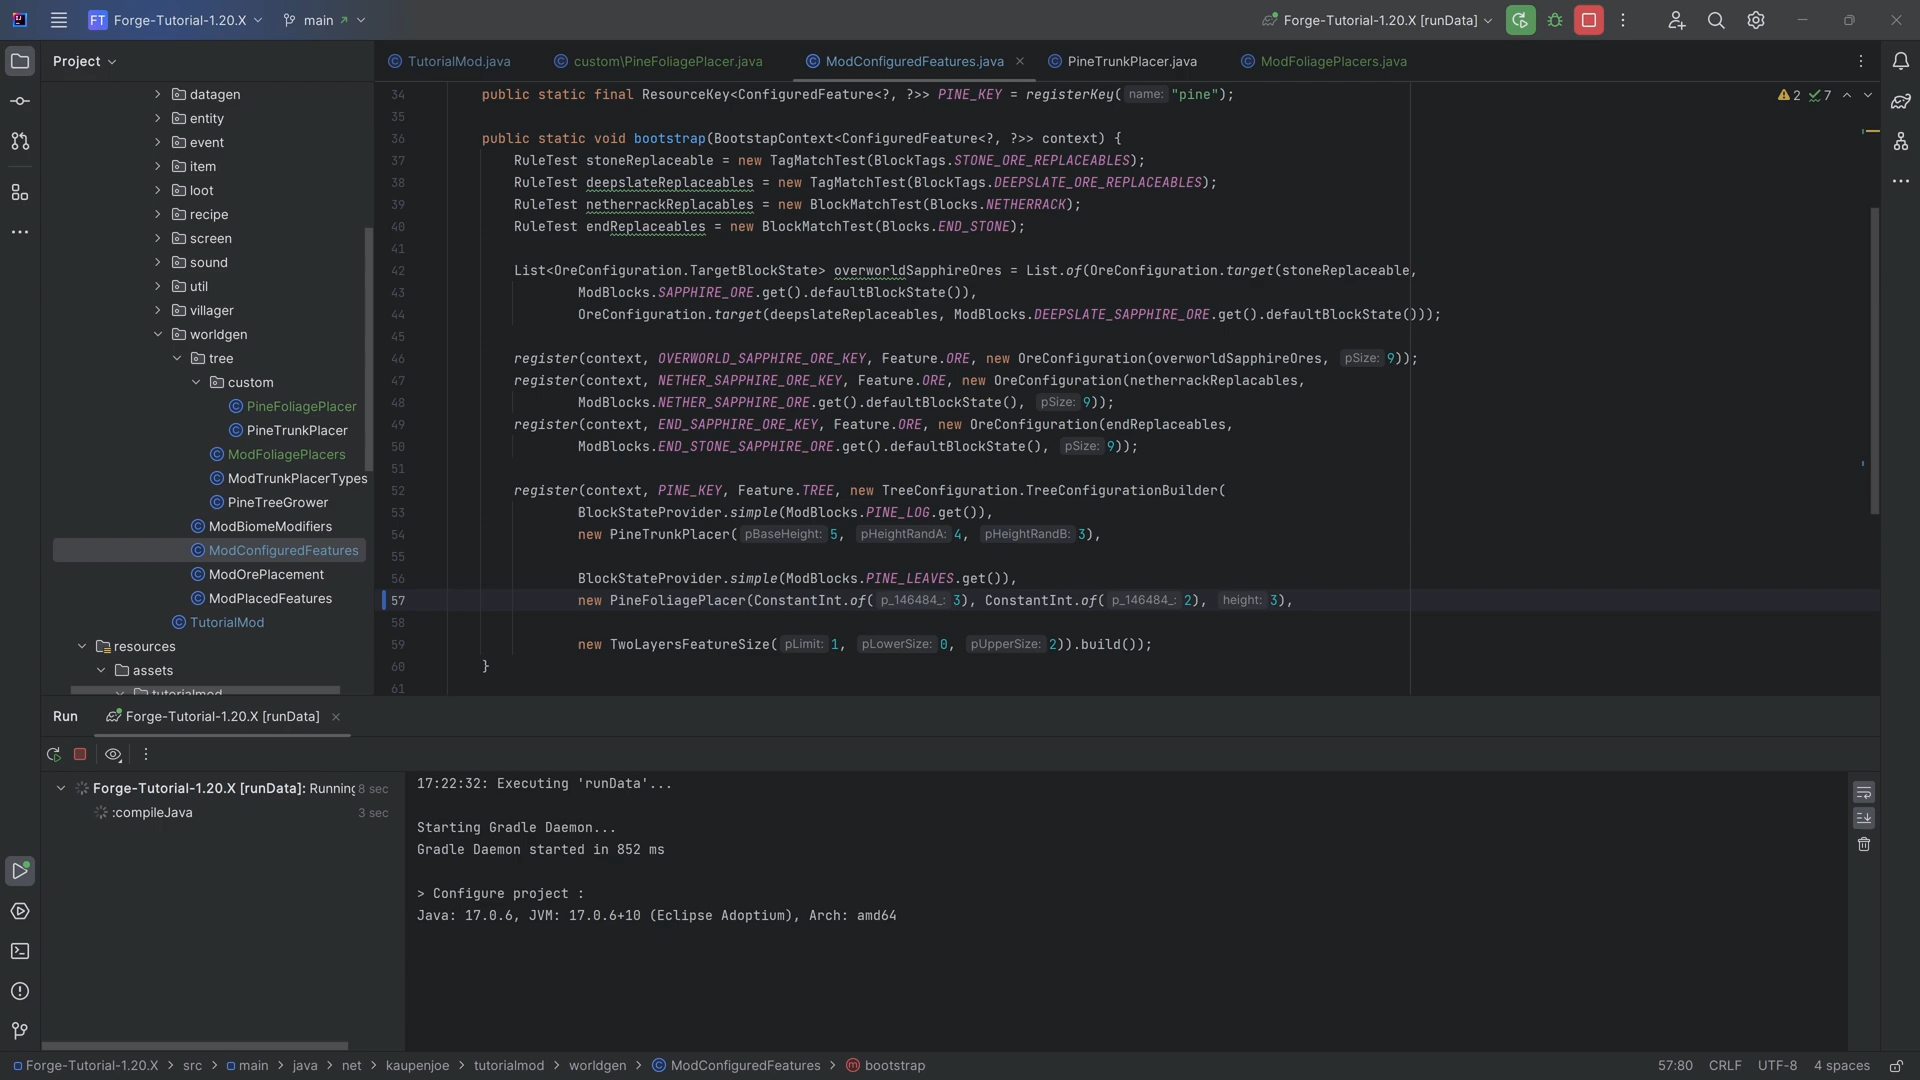 FT Forge-Tutorial-1.20.X main Forge-Tutorial-1.20.X [runData]
Project
datagen
entity
event
item
loot
recipe
screen
sound
util
villager
worldgen
tree
custom
PineFoliagePlacer
PineTrunkPlacer
ModFoliagePlacers
ModTrunkPlacerTypes
PineTreeGrower
ModBiomeModifiers
ModConfiguredFeatures
ModOrePlacement
ModPlacedFeatures
TutorialMod
resources
assets
tutorialmod
TutorialMod.java custom\PineFoliagePlacer.java ModConfiguredFeatures.java PineTrunkPlacer.java ModFoliagePlacers.java
2 7
34 public static final ResourceKey<ConfiguredFeature<?, ?>> PINE_KEY = registerKey( name: "pine");
35
36 public static void bootstrap(BootstapContext<ConfiguredFeature<?, ?>> context) {
37 RuleTest stoneReplaceable = new TagMatchTest(BlockTags.STONE_ORE_REPLACEABLES);
38 RuleTest deepslateReplaceables = new TagMatchTest(BlockTags.DEEPSLATE_ORE_REPLACEABLES);
39 RuleTest netherrackReplacables = new BlockMatchTest(Blocks.NETHERRACK);
40 RuleTest endReplaceables = new BlockMatchTest(Blocks.END_STONE);
41
42 List<OreConfiguration.TargetBlockState> overworldSapphireOres = List.of(OreConfiguration.target(stoneReplaceable,
43 ModBlocks.SAPPHIRE_ORE.get().defaultBlockState()),
44 OreConfiguration.target(deepslateReplaceables, ModBlocks.DEEPSLATE_SAPPHIRE_ORE.get().defaultBlockState()));
45
46 register(context, OVERWORLD_SAPPHIRE_ORE_KEY, Feature.ORE, new OreConfiguration(overworldSapphireOres, pSize: 9));
47 register(context, NETHER_SAPPHIRE_ORE_KEY, Feature.ORE, new OreConfiguration(netherrackReplacables,
48 ModBlocks.NETHER_SAPPHIRE_ORE.get().defaultBlockState(), pSize: 9));
49 register(context, END_SAPPHIRE_ORE_KEY, Feature.ORE, new OreConfiguration(endReplaceables,
50 ModBlocks.END_STONE_SAPPHIRE_ORE.get().defaultBlockState(), pSize: 9));
51
52 register(context, PINE_KEY, Feature.TREE, new TreeConfiguration.TreeConfigurationBuilder(
53 BlockStateProvider.simple(ModBlocks.PINE_LOG.get()),
54 new PineTrunkPlacer( pBaseHeight: 5, pHeightRandA: 4, pHeightRandB: 3),
55
56 BlockStateProvider.simple(ModBlocks.PINE_LEAVES.get()),
57 new PineFoliagePlacer(ConstantInt.of( p_146484_: 3), ConstantInt.of( p_146484_: 2), height: 3),
58
59 new TwoLayersFeatureSize( pLimit: 1, pLowerSize: 0, pUpperSize: 2)).build());
60 }
61
Run Forge-Tutorial-1.20.X [runData]
Forge-Tutorial-1.20.X [runData]: Running 8 sec
:compileJava 3 sec
17:22:32: Executing 'runData'...
Starting Gradle Daemon...
Gradle Daemon started in 852 ms
> Configure project :
Java: 17.0.6, JVM: 17.0.6+10 (Eclipse Adoptium), Arch: amd64
Forge-Tutorial-1.20.X > src > main > java > net > kaupenjoe > tutorialmod > worldgen > ModConfiguredFeatures > bootstrap 57:80 CRLF UTF-8 4 spaces